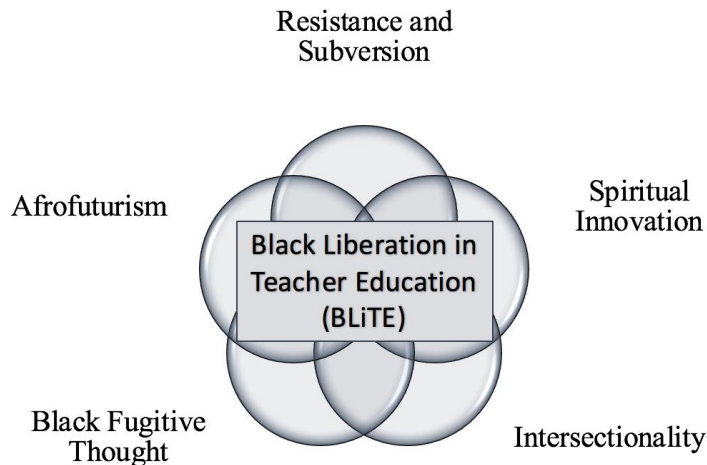 Resistance and
Subversion
Afrofuturism
Spiritual
Innovation
Black Liberation in
Teacher Education
(BLiTE)
Black Fugitive
Thought
Intersectionality